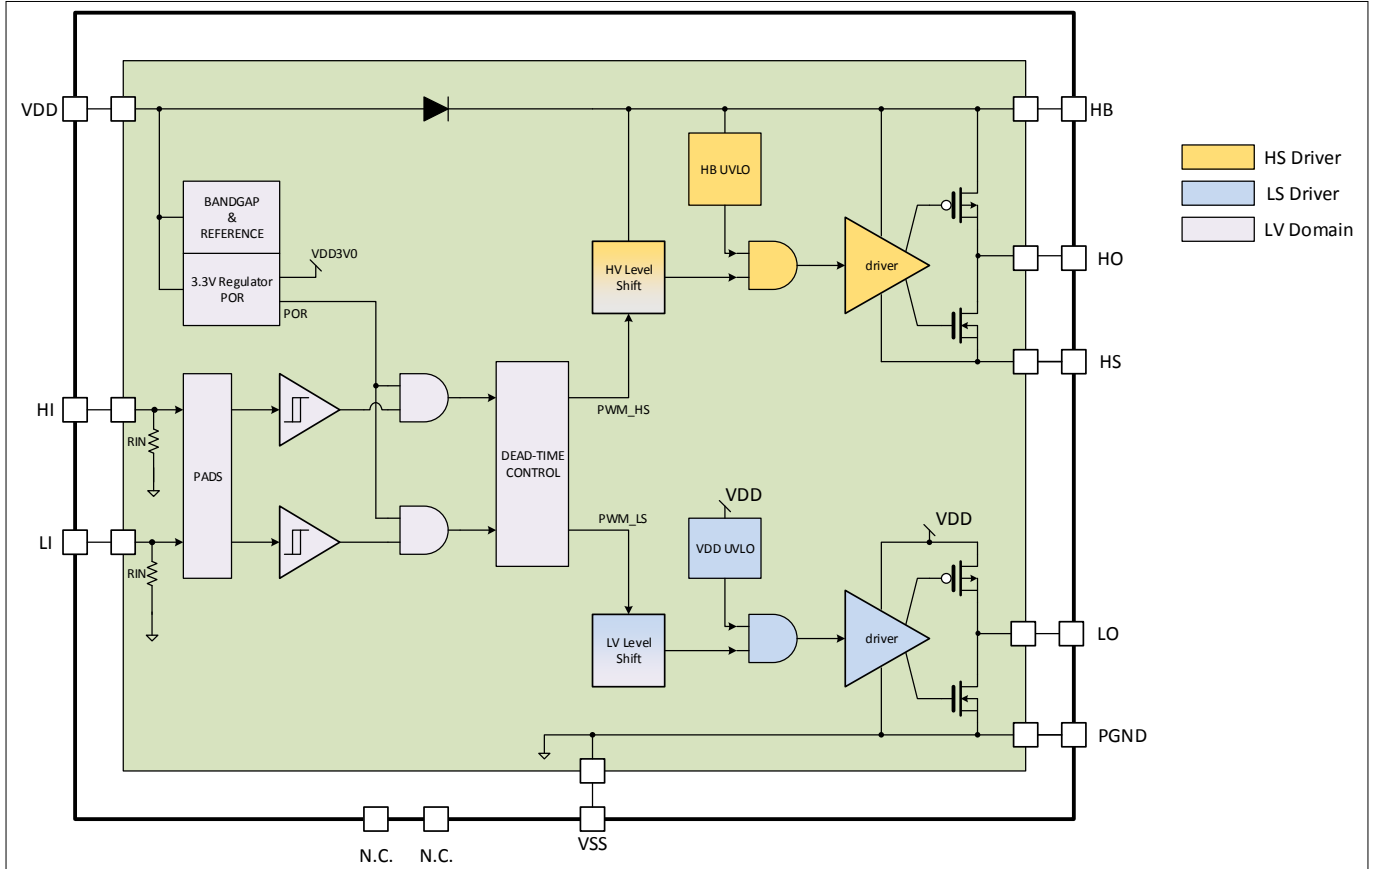 VDD
HB
HS Driver
LS Driver
LV Domain
HB UVLO
BANDGAP
&
REFERENCE
VDD3V0
3.3V Regulator
POR
POR
HV Level
Shift
driver
HO
HS
HI
RIN
PADS
PWM_HS
DEAD-TIME
CONTROL
LI
RIN
PWM_LS
VDD
VDD UVLO
VDD
LV Level
Shift
driver
LO
PGND
VSS
N.C.
N.C.